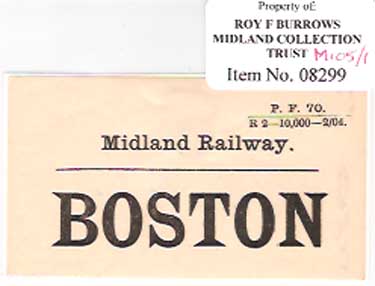 Property of:
ROY F BURROWS
MIDLAND COLLECTION
TRUST M105/1
Item No. 08299
P. F. 70.
R 2—10,000—2/04.
Midland Railway.
BOSTON